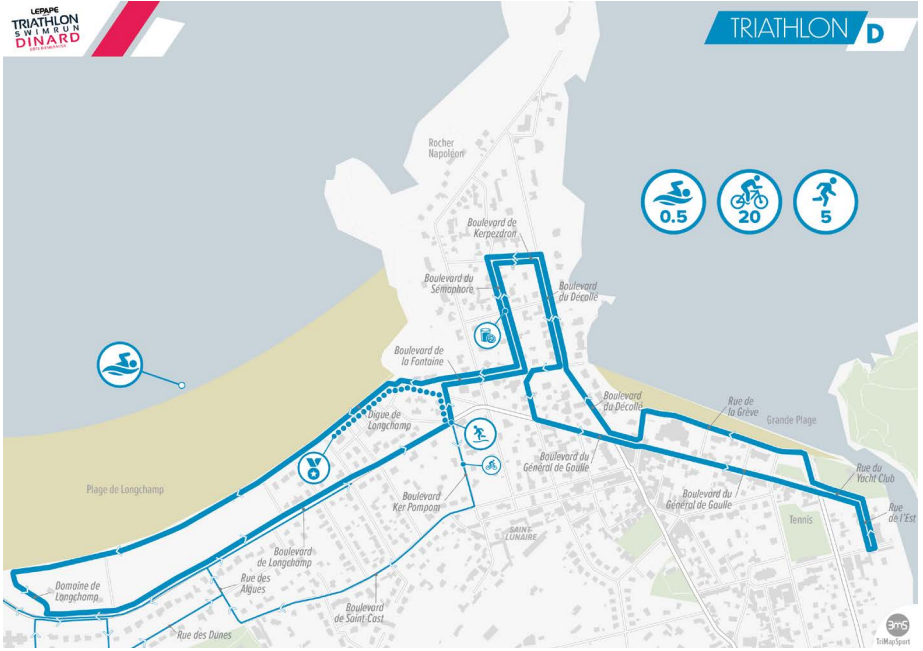 LEPAPE
TRIATHLON
SWIMRUN
DINARD
TRIATHLON D
Rocher
Napoléon
0.5
20
5
Boulevard de
Kerpezdron
Boulevard du
Sémaphore
Boulevard
du Décollé
Boulevard de
la Fontaine
Digue de
Longchamp
Boulevard
du Décollé
Rue de
la Grève
Grande Plage
Plage de Longchamp
Boulevard du
Général de Gaulle
Rue du
Yacht Club
Boulevard
Ker Pompom
Boulevard du
Général de Gaulle
Rue
de l'Est
Tennis
SAINT-
LUNAIRE
Boulevard
de Longchamp
Domaine de
Longchamp
Rue des
Algues
Boulevard
de Saint-Cast
Rue des Dunes
3mS
TriMapSport